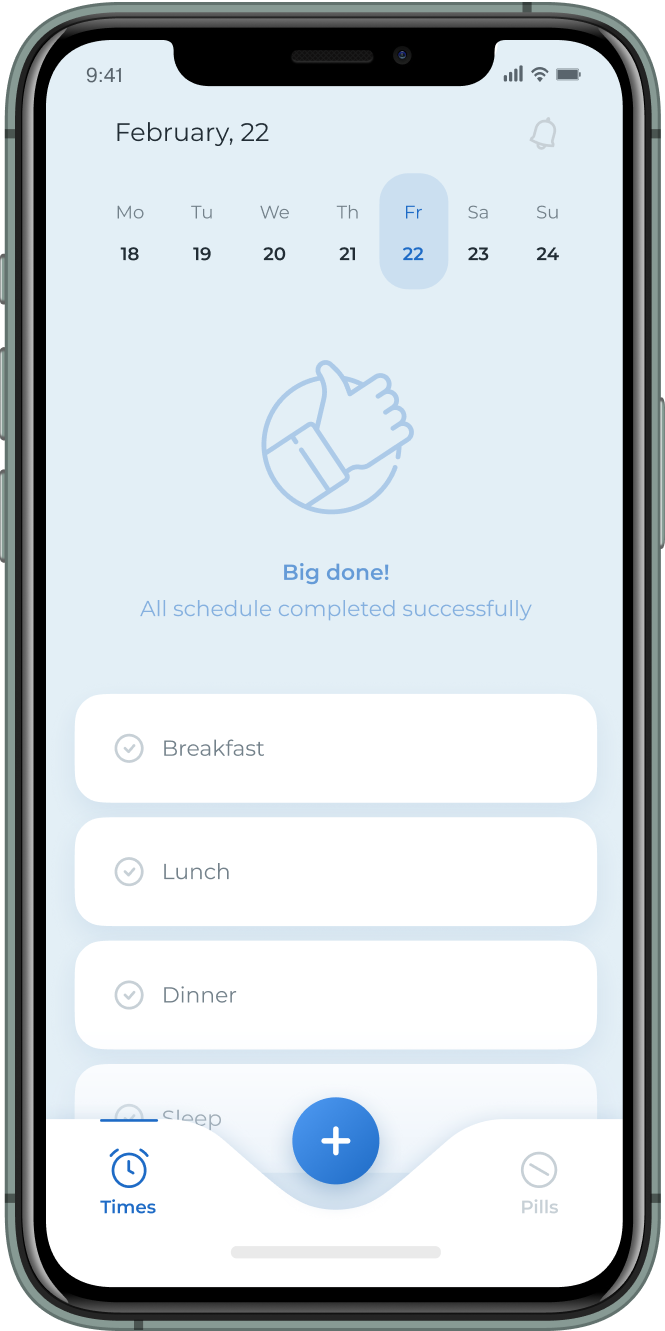 9:41
February, 22
Mo Tu We Th Fr Sa Su
18 19 20 21 22 23 24
Big done!
All schedule completed successfully
Breakfast
Lunch
Dinner
Sleep
Times
Pills